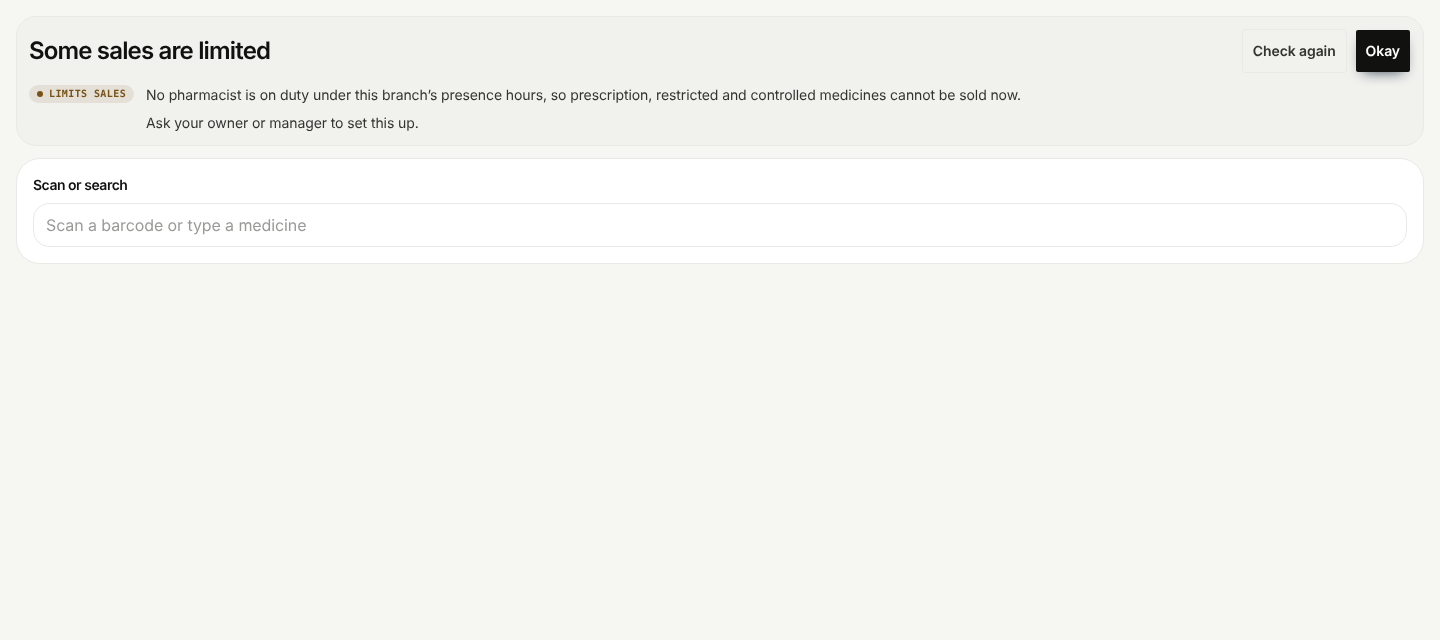 Some sales are limited
Check again
Okay
LIMITS SALES
No pharmacist is on duty under this branch’s presence hours, so prescription, restricted and controlled medicines cannot be sold now.
Ask your owner or manager to set this up.
Scan or search
Scan a barcode or type a medicine